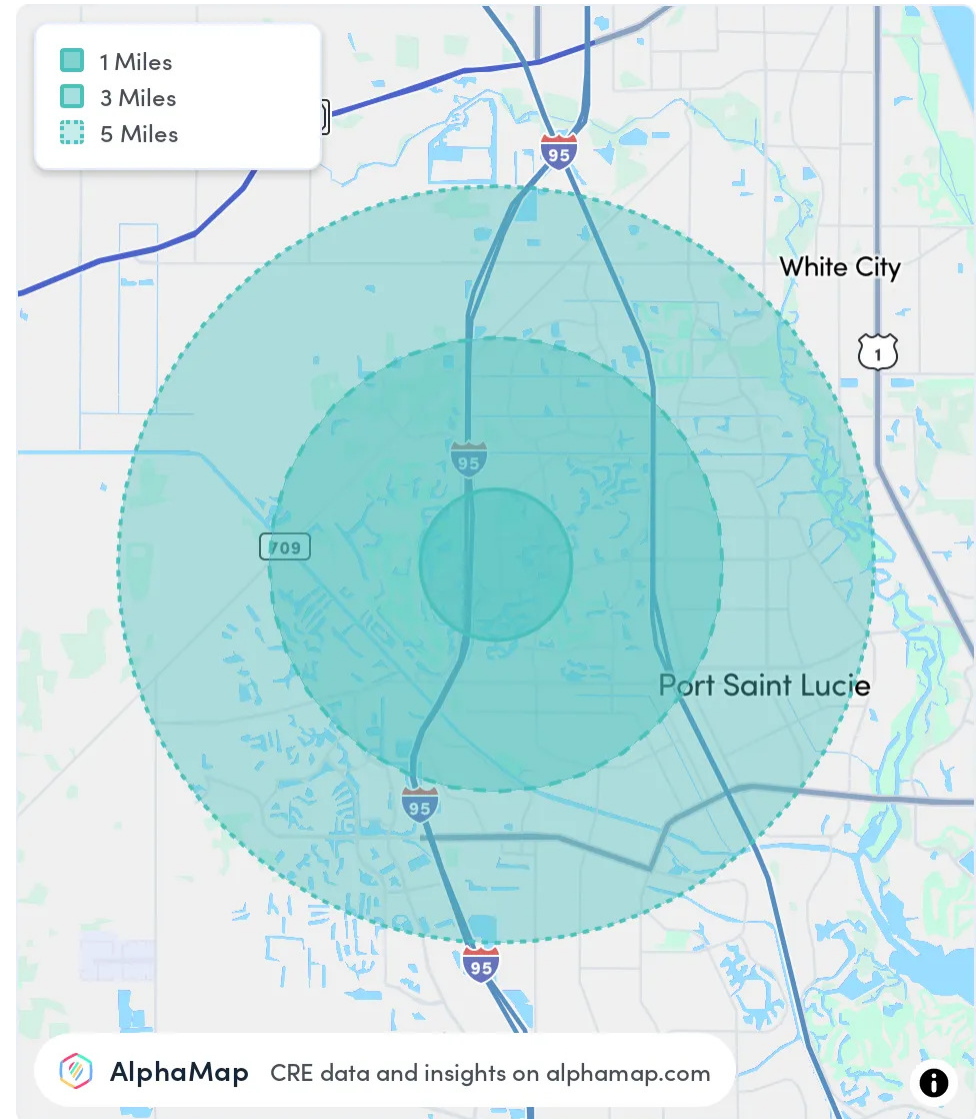 1 Miles
3 Miles
5 Miles
95
White City
1
95
709
Port Saint Lucie
95
95
AlphaMap CRE data and insights on alphamap.com